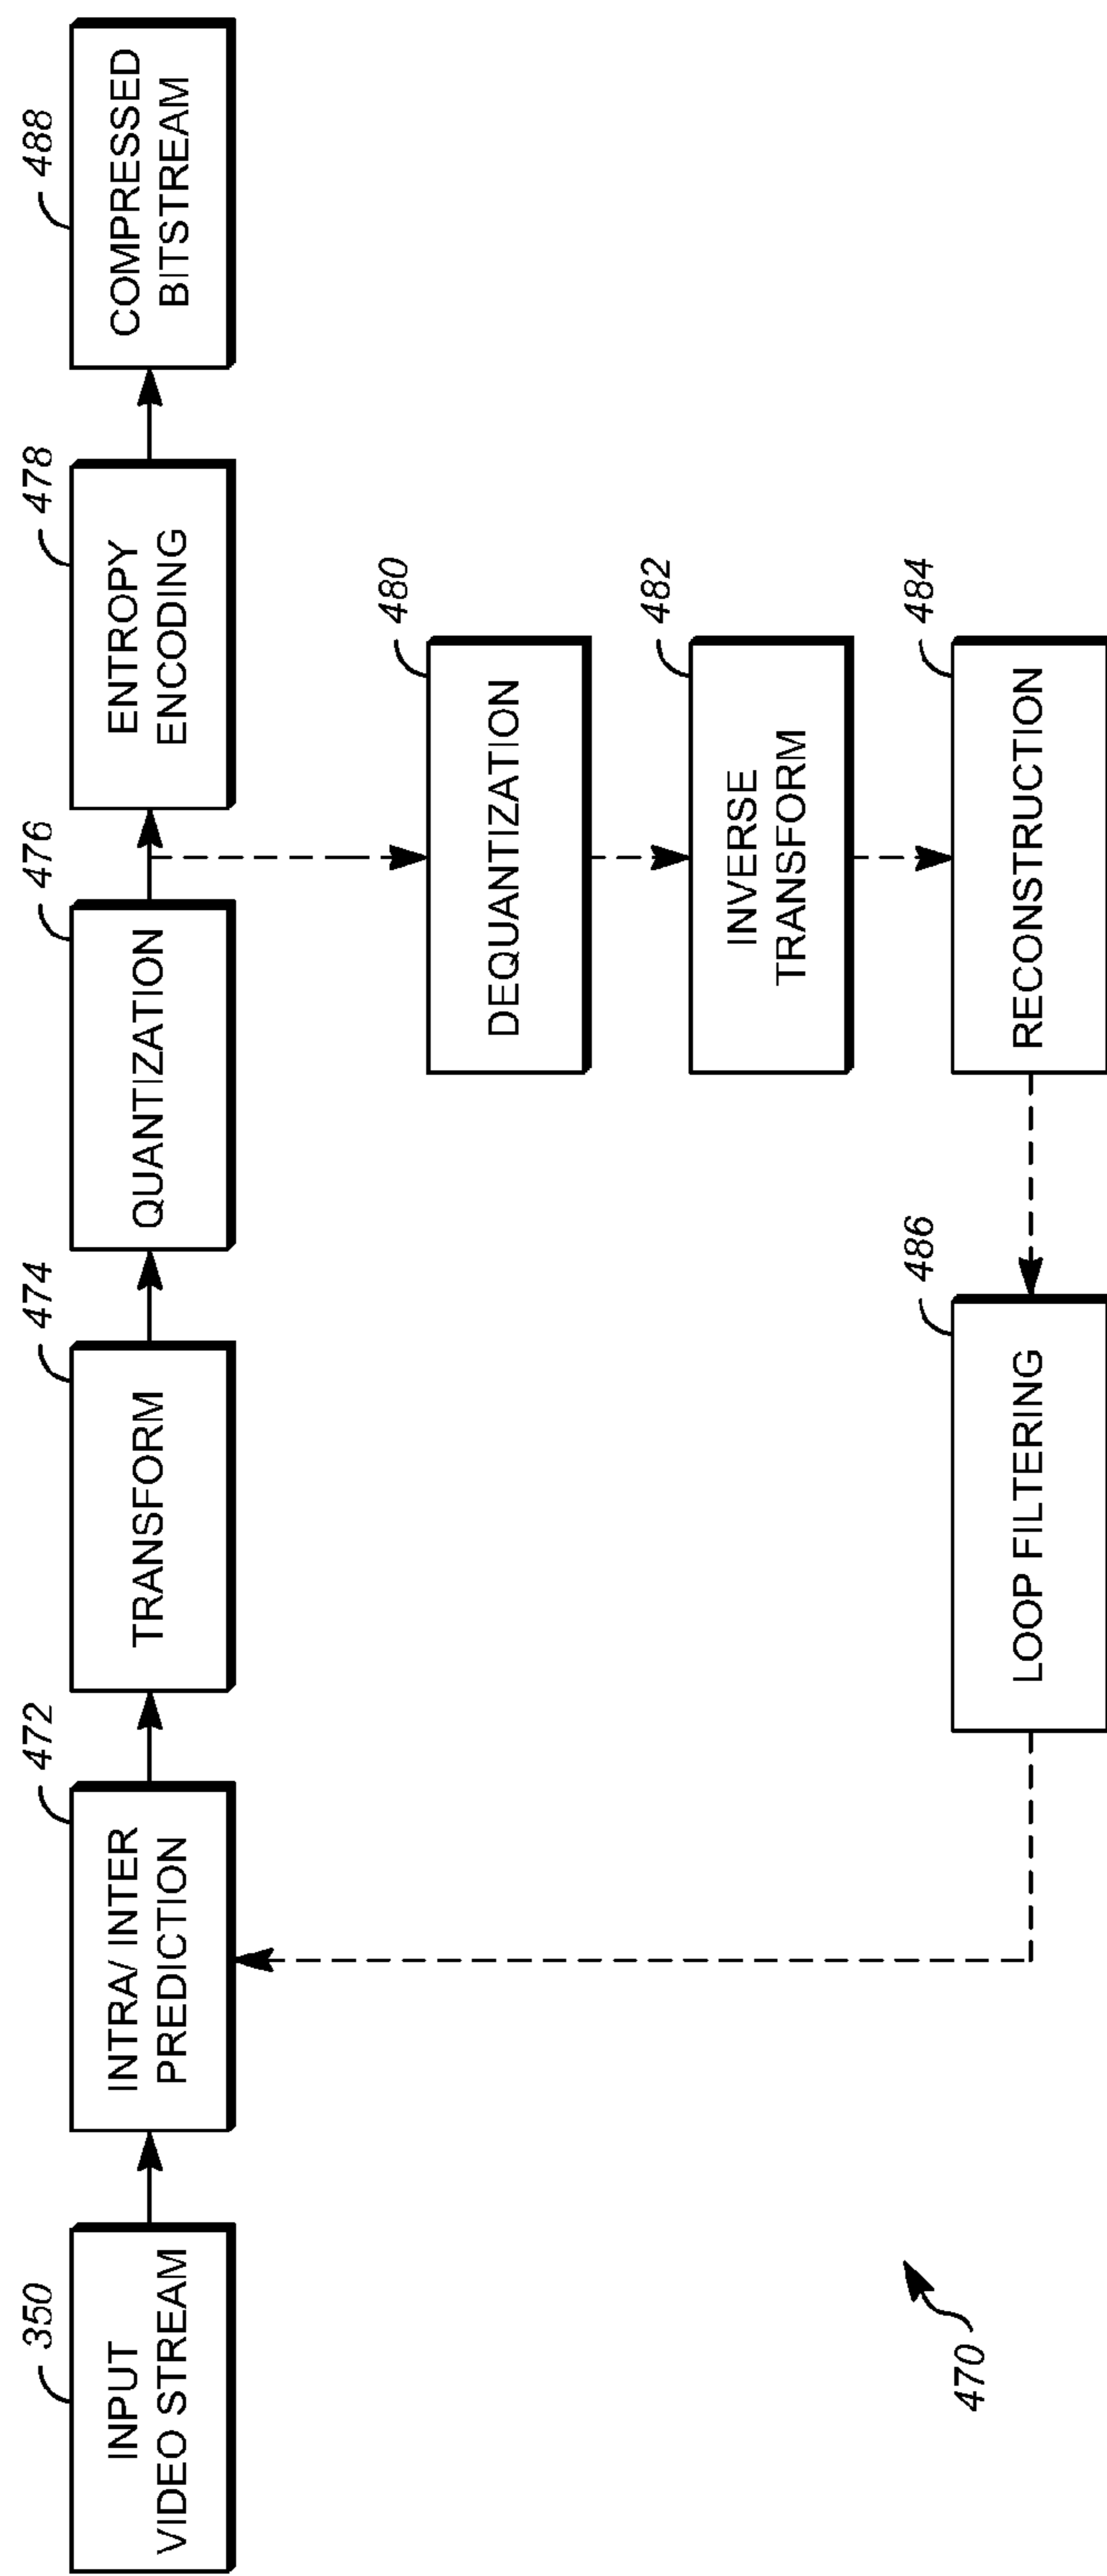 350
INPUT
VIDEO STREAM
472
INTRA/ INTER
PREDICTION
474
TRANSFORM
476
QUANTIZATION
478
ENTROPY
ENCODING
488
COMPRESSED
BITSTREAM
480
DEQUANTIZATION
482
INVERSE
TRANSFORM
484
RECONSTRUCTION
486
LOOP FILTERING
470